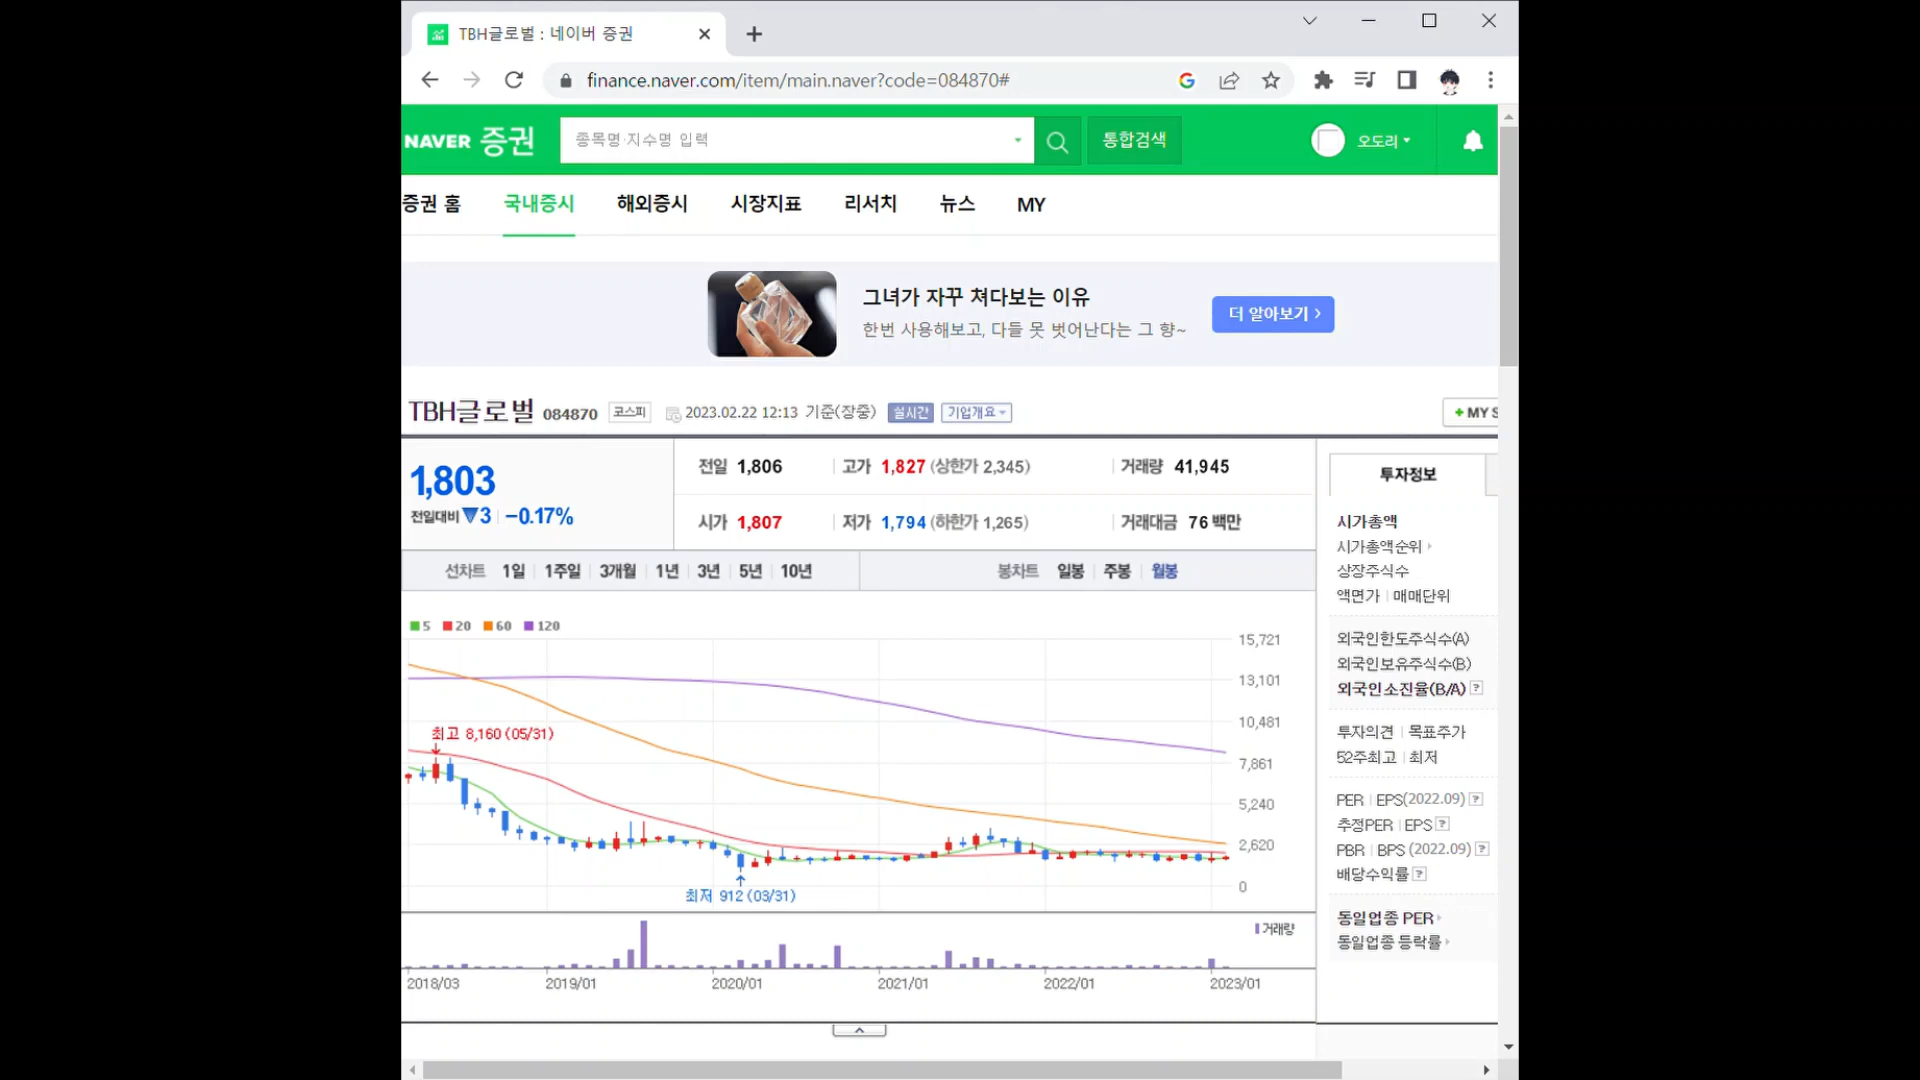 TBH글로벌 : 네이버 증권
finance.naver.com/item/main.naver?code=084870#
NAVER 증권
종목명·지수명 입력
통합검색
오도리
증권 홈 국내증시 해외증시 시장지표 리서치 뉴스 MY
그녀가 자꾸 쳐다보는 이유
한번 사용해보고, 다들 못 벗어난다는 그 향~
더 알아보기 >
TBH글로벌 084870 코스피 2023.02.22 12:13 기준(장중) 실시간 기업개요
+ MY S
1,803
전일대비 ▼3 -0.17%
전일 1,806 고가 1,827 (상한가 2,345) 거래량 41,945
시가 1,807 저가 1,794 (하한가 1,265) 거래대금 76 백만
선차트 1일 1주일 3개월 1년 3년 5년 10년
봉차트 일봉 주봉 월봉
5 20 60 120
15,721
13,101
10,481
7,861
5,240
2,620
0
최고 8,160 (05/31)
최저 912 (03/31)
거래량
2018/03 2019/01 2020/01 2021/01 2022/01 2023/01
투자정보
시가총액
시가총액순위
상장주식수
액면가 | 매매단위
외국인한도주식수(A)
외국인보유주식수(B)
외국인소진율(B/A) ?
투자의견 | 목표주가
52주최고 | 최저
PER | EPS(2022.09) ?
추정PER | EPS ?
PBR | BPS (2022.09) ?
배당수익률 ?
동일업종 PER
동일업종 등락률